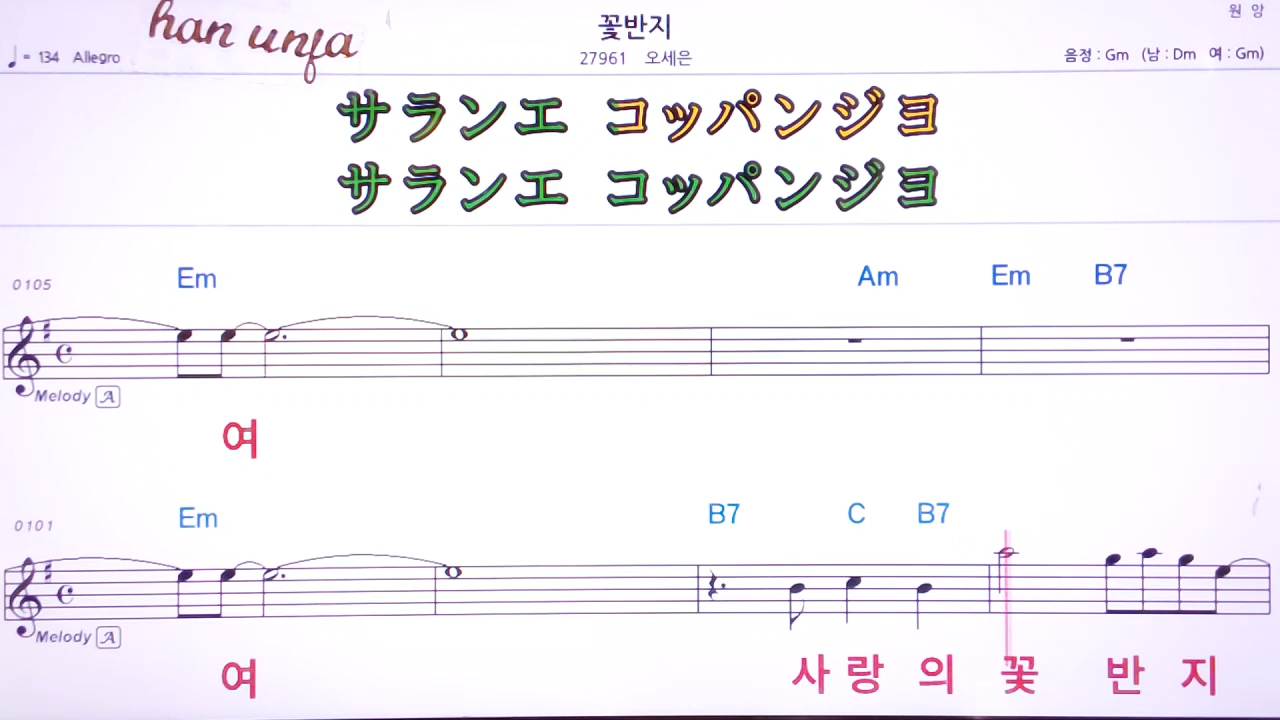 han unja
꽃반지
원 앙
♩= 134 Allegro
27961 오세은
음정 : Gm (남 : Dm 여 : Gm)
サランエ コッパンジヨ
サランエ コッパンジヨ
Em Am Em B7
0105
Melody A
여
Em B7 C B7
0101
Melody A
여 사 랑 의 꽃 반 지